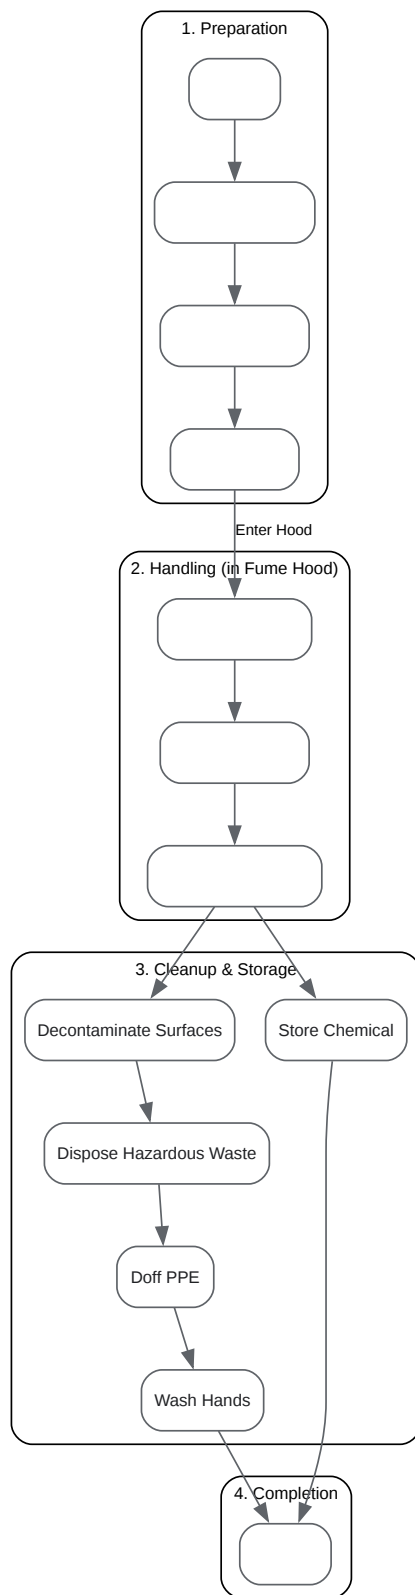 1. Preparation
Enter Hood
2. Handling (in Fume Hood)
3. Cleanup & Storage
Decontaminate Surfaces
Store Chemical
Dispose Hazardous Waste
Doff PPE
Wash Hands
4. Completion